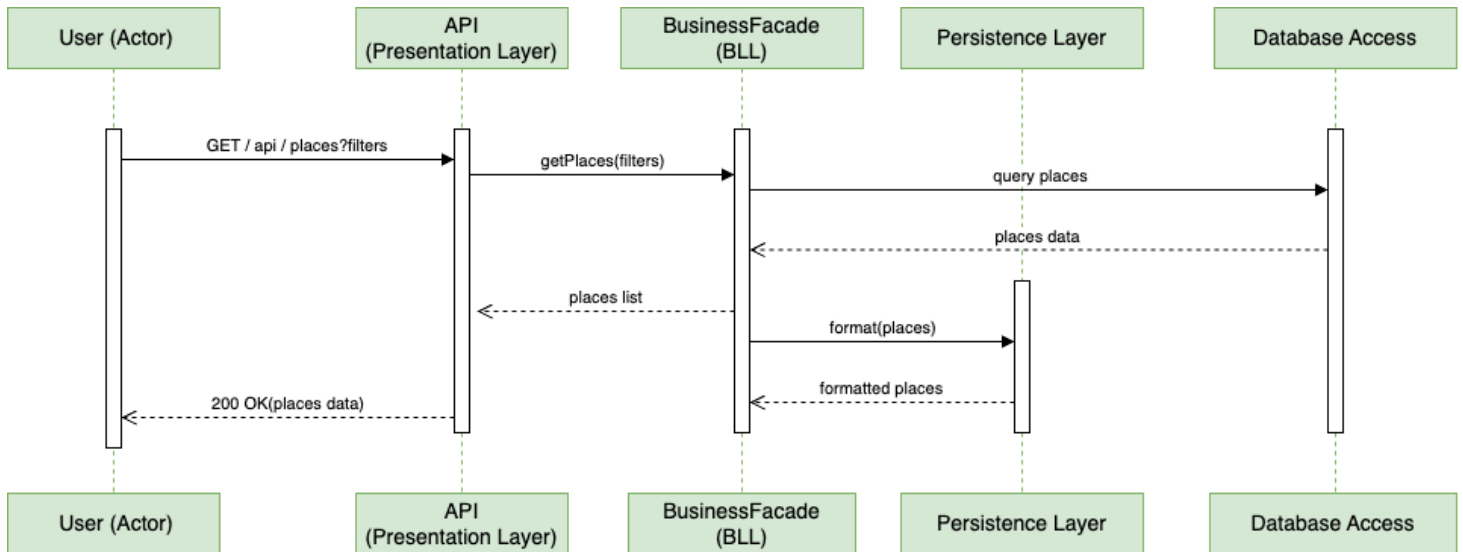 User (Actor)
API
(Presentation Layer)
BusinessFacade
(BLL)
Persistence Layer
Database Access
GET / api / places?filters
getPlaces(filters)
query places
places data
places list
format(places)
formatted places
200 OK(places data)
User (Actor)
API
(Presentation Layer)
BusinessFacade
(BLL)
Persistence Layer
Database Access